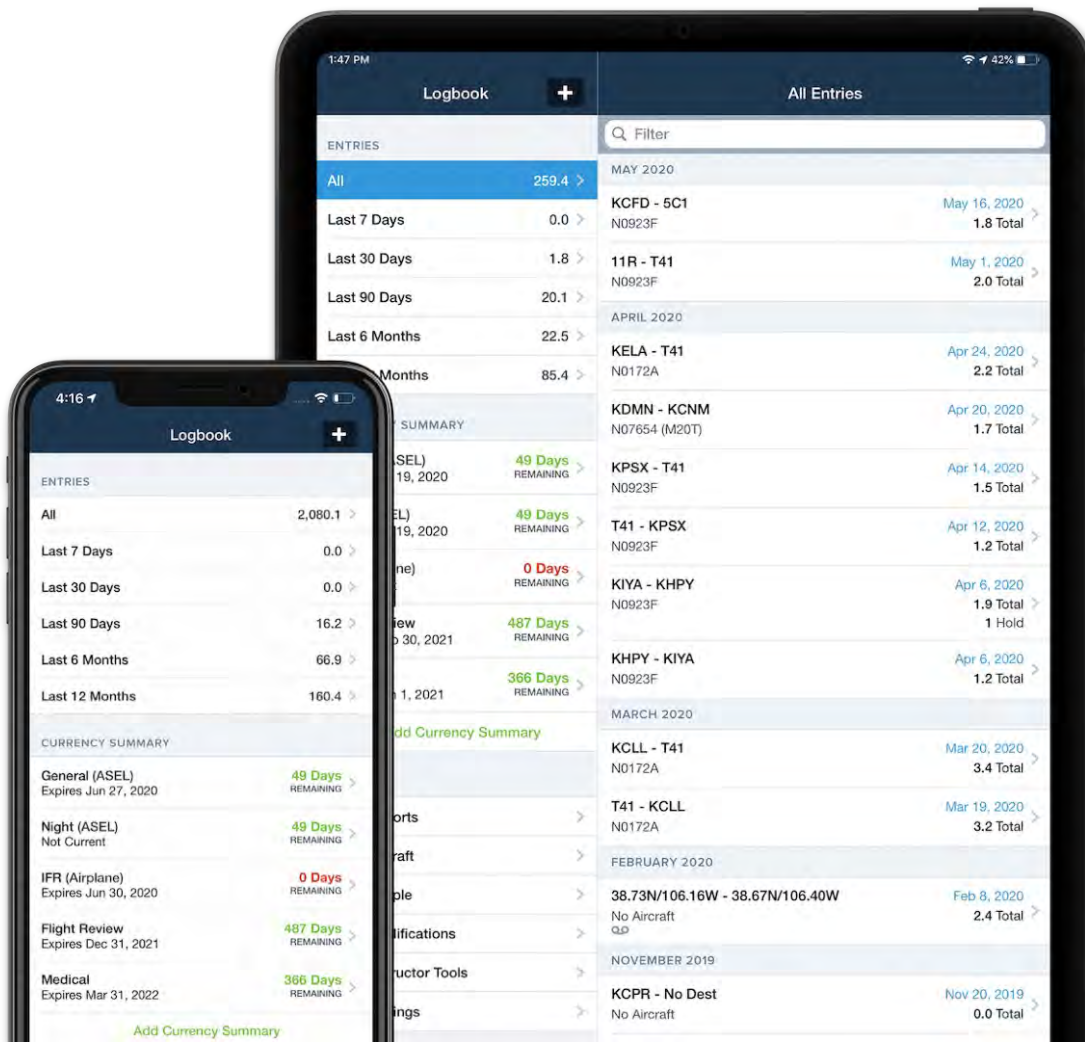 1:47 PM
42%
Logbook
+
All Entries
ENTRIES
Filter
All 259.4
Last 7 Days 0.0
Last 30 Days 1.8
Last 90 Days 20.1
Last 6 Months 22.5
Months 85.4
SUMMARY
49 Days
19, 2020
REMAINING
49 Days
19, 2020
REMAINING
0 Days
REMAINING
487 Days
30, 2021
REMAINING
366 Days
1, 2021
REMAINING
Add Currency Summary
Tools
MAY 2020
KCFD - 5C1 May 16, 2020
N0923F 1.8 Total
11R - T41 May 1, 2020
N0923F 2.0 Total
APRIL 2020
KELA - T41 Apr 24, 2020
N0172A 2.2 Total
KDMN - KCNM Apr 20, 2020
N07654 (M20T) 1.7 Total
KPSX - T41 Apr 14, 2020
N0923F 1.5 Total
T41 - KPSX Apr 12, 2020
N0923F 1.2 Total
KIYA - KHPY Apr 6, 2020
N0923F 1.9 Total
1 Hold
KHPY - KIYA Apr 6, 2020
N0923F 1.2 Total
MARCH 2020
KCLL - T41 Mar 20, 2020
N0172A 3.4 Total
T41 - KCLL Mar 19, 2020
N0172A 3.2 Total
FEBRUARY 2020
38.73N/106.16W - 38.67N/106.40W Feb 8, 2020
No Aircraft 2.4 Total
NOVEMBER 2019
KCPR - No Dest Nov 20, 2019
No Aircraft 0.0 Total
4:16
Logbook
+
ENTRIES
All 2,080.1
Last 7 Days 0.0
Last 30 Days 0.0
Last 90 Days 16.2
Last 6 Months 66.9
Last 12 Months 160.4
CURRENCY SUMMARY
General (ASEL) 49 Days
Expires Jun 27, 2020 REMAINING
Night (ASEL) 49 Days
Not Current REMAINING
IFR (Airplane) 0 Days
Expires Jun 30, 2020 REMAINING
Flight Review 487 Days
Expires Dec 31, 2021 REMAINING
Medical 366 Days
Expires Mar 31, 2022 REMAINING
Add Currency Summary